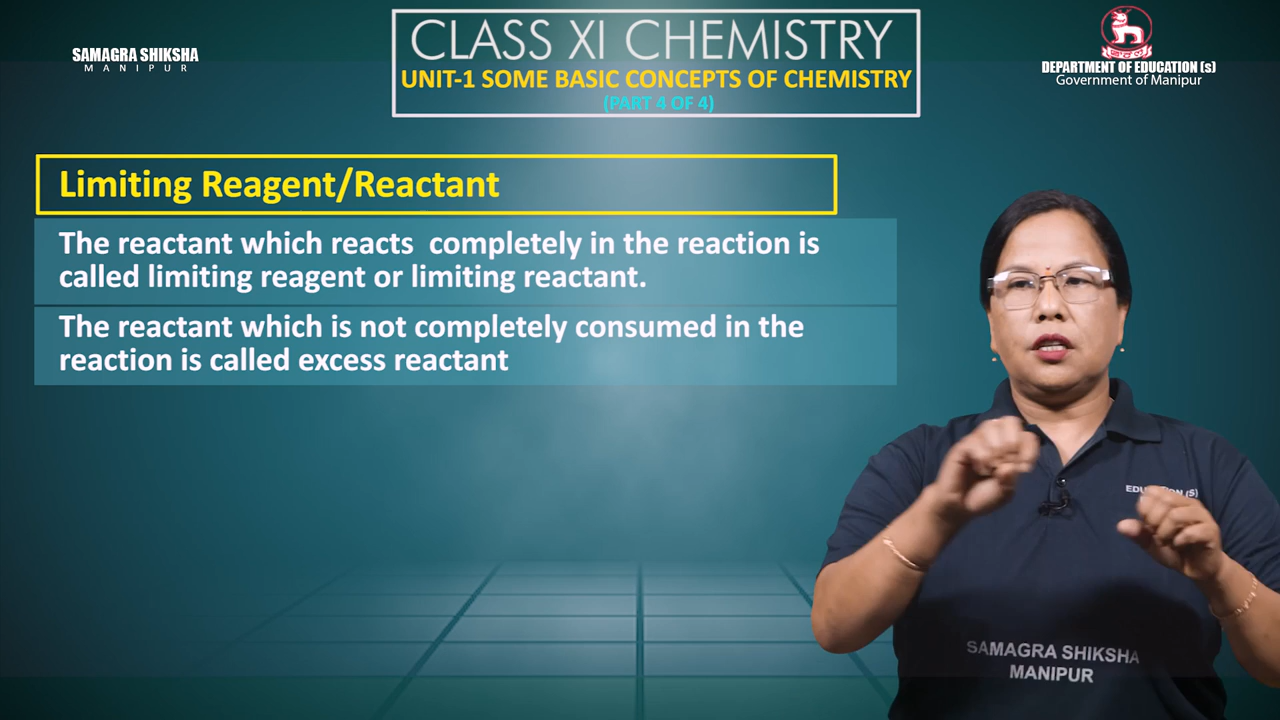 SAMAGRA SHIKSHA
MANIPUR
CLASS XI CHEMISTRY
UNIT-1 SOME BASIC CONCEPTS OF CHEMISTRY
(PART 4 OF 4)
DEPARTMENT OF EDUCATION (s)
Government of Manipur
Limiting Reagent/Reactant
The reactant which reacts completely in the reaction is
called limiting reagent or limiting reactant.
The reactant which is not completely consumed in the
reaction is called excess reactant
(S)
SAMAGRA SHIKSHA
MANIPUR